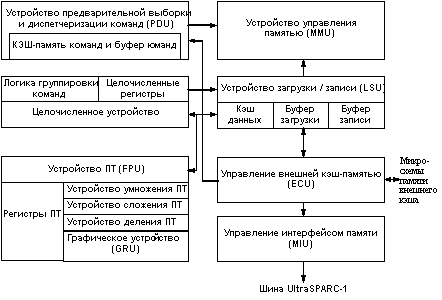 Устройство предварительной выборки
и диспетчеризации команд (PDU)
КЭШ-память команд и буфер юманд
Устройство управления
памятью (MMU)
Логика группировки
команд
Целочисленные
регистры
Целочисленное устройство
Устройство загрузки / записи (LSU)
Кэш
данных
Буфер
загрузки
Буфер
записи
Устройство ПТ (FPU)
Регистры ПТ
Устройство умножения ПТ
Устройство сложения ПТ
Устройство деления ПТ
Графическое устройство
(GRU)
Управление внешней кэш-памятью
(ECU)
Микро-
схемы
памяти
внешнего
кэша
Управление интерфейсом памяти
(MIU)
Шина UltraSPARC-1